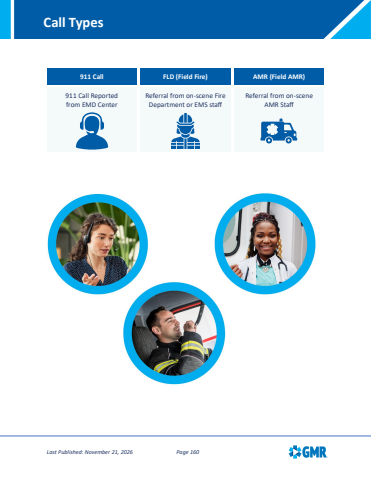 Call Types
911 Call
FLD (Field Fire)
AMR (Field AMR)
911 Call Reported
from EMD Center
Referral from on-scene Fire
Department or EMS staff
Referral from on-scene
AMR Staff
Last Published: November 21, 2026
Page 160
GMR